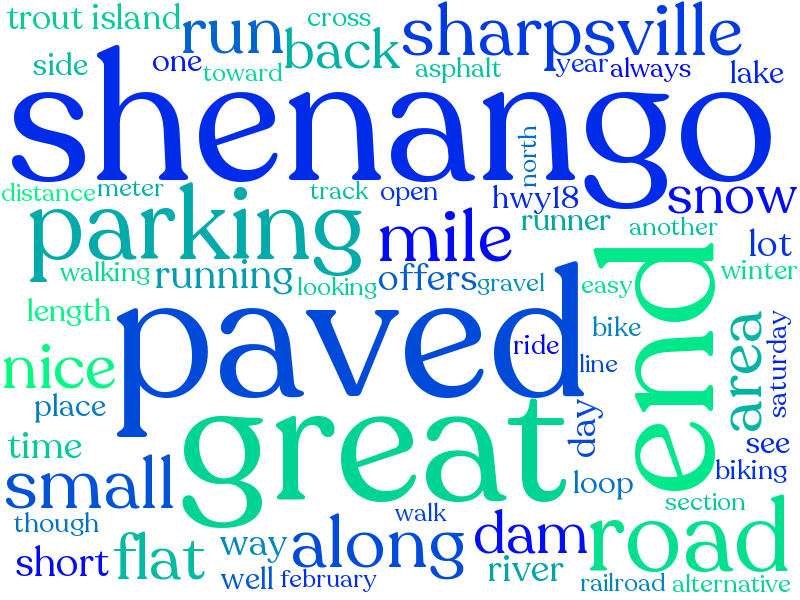 trout island
cross
run
back
sharpsville
side
one
toward
asphalt
year
always
lake
shenango
north
distance
meter
track
open
hwy18
snow
parking
mile
runner
another
lot
walking
running
looking
offers
gravel
easy
winter
end
length
paved
ride
bike
line
area
saturday
nice
place
great
day
time
see
small
loop
biking
section
though
walk
dam
road
short
flat
way
along
river
well
february
railroad
alternative